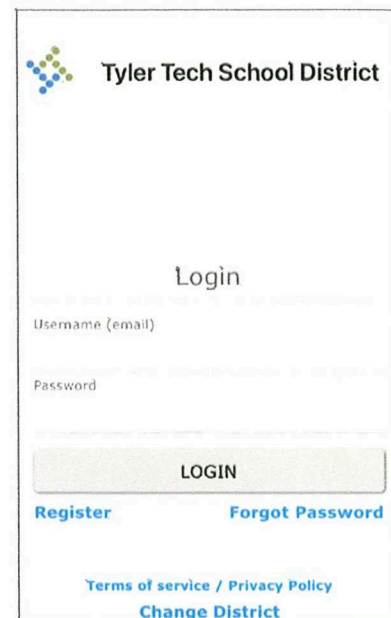 Tyler Tech School District
Login
Username (email)
Password
LOGIN
Register Forgot Password
Terms of service / Privacy Policy
Change District